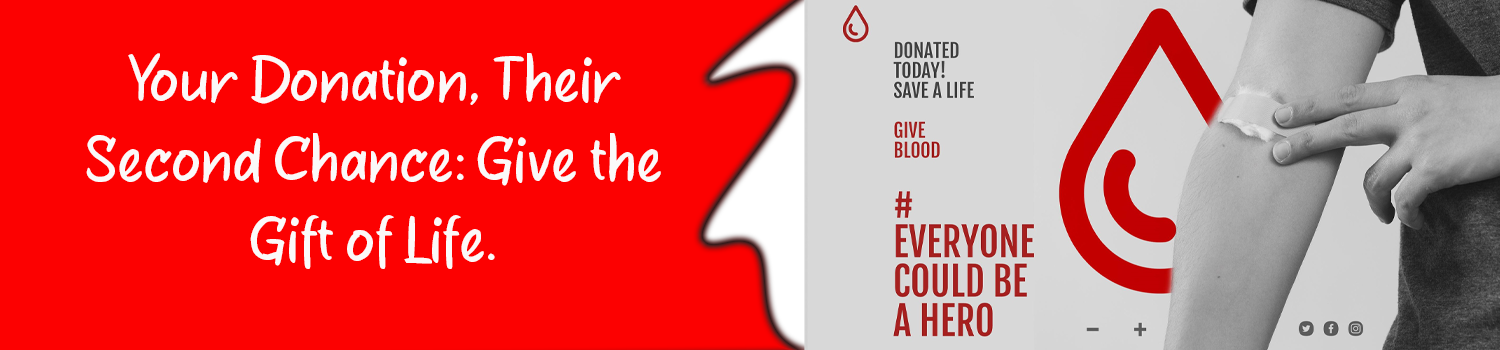 Your Donation, Their
Second Chance: Give the
Gift of Life.
DONATED
TODAY!
SAVE A LIFE
GIVE
BLOOD
#
EVERYONE
COULD BE
A HERO
− +